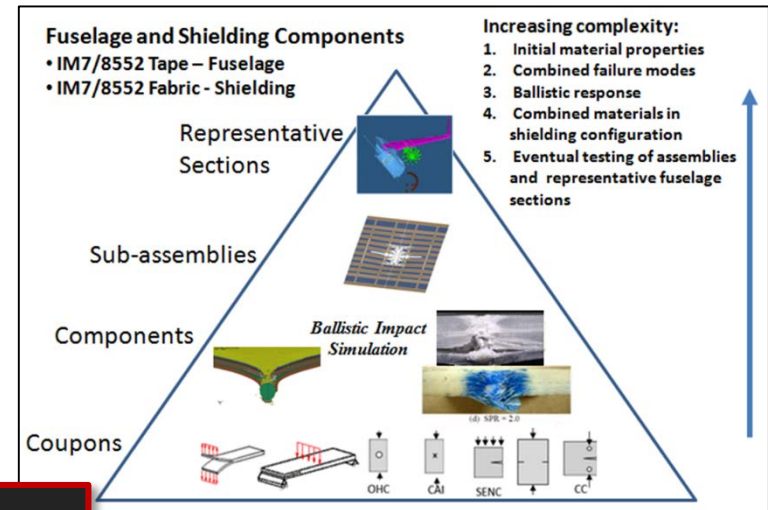 Fuselage and Shielding Components
• IM7/8552 Tape – Fuselage
• IM7/8552 Fabric - Shielding
Increasing complexity:
1. Initial material properties
2. Combined failure modes
3. Ballistic response
4. Combined materials in
shielding configuration
5. Eventual testing of assemblies
and representative fuselage
sections
Representative
Sections
Sub-assemblies
Components
Ballistic Impact
Simulation
(d) SPR = 2.0
Coupons
OHC
CAI
SENC
CC